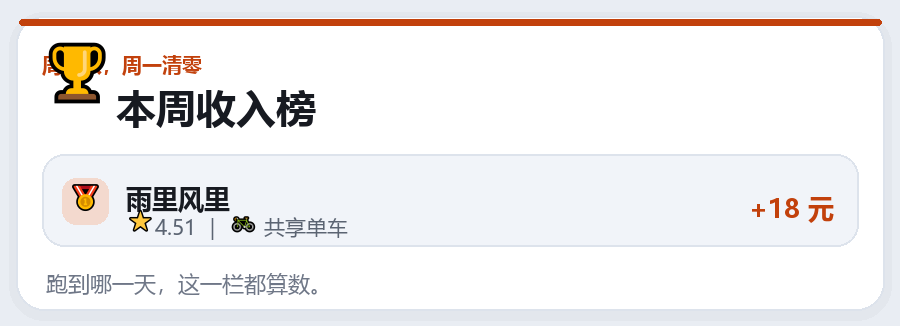 周一清零
本周收入榜
雨里风里
4.51 | 共享单车
+18 元
跑到哪一天，这一栏都算数。